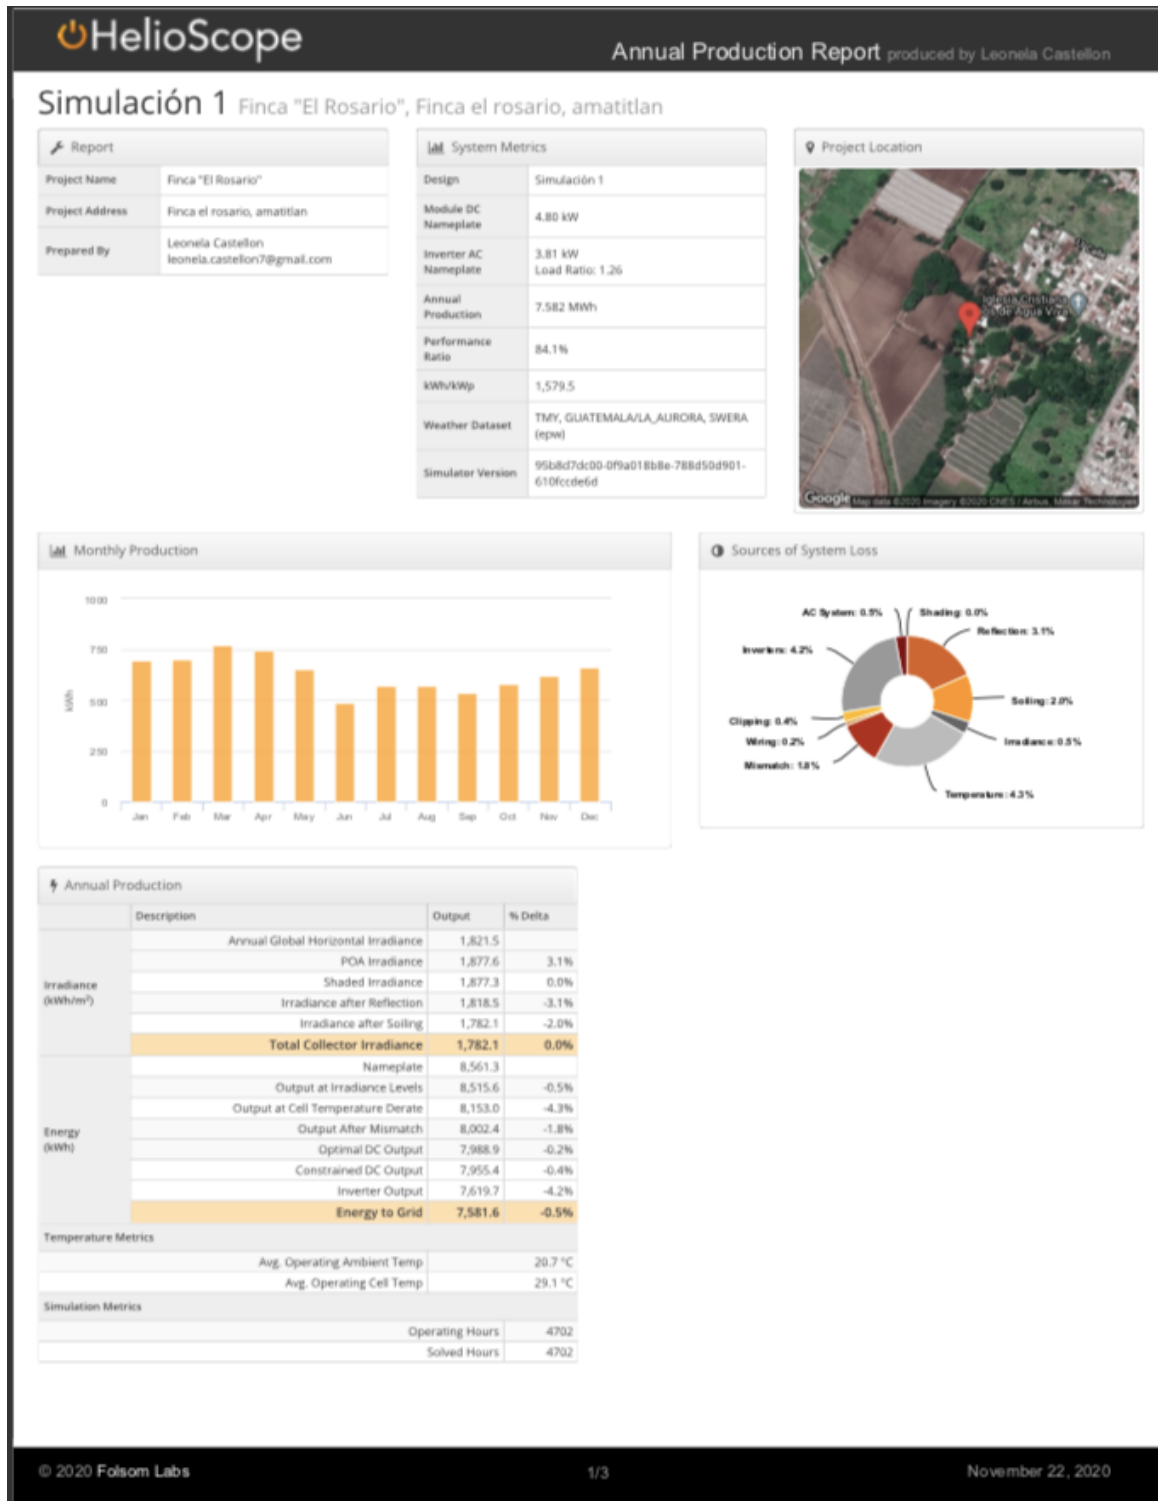 HelioScope
Annual Production Report produced by Leonela Castellon
Simulación 1 Finca "El Rosario", Finca el rosario, amatitlan
Report
Project Name Finca "El Rosario"
Project Address Finca el rosario, amatitlan
Prepared By Leonela Castellon
leonela.castellon7@gmail.com
System Metrics
Design Simulación 1
Module DC
Nameplate 4.80 kW
Inverter AC
Nameplate 3.81 kW
Load Ratio: 1.26
Annual
Production 7.582 MWh
Performance
Ratio 84.1%
kWh/kWp 1,579.5
Weather Dataset TMY, GUATEMALA/LA_AURORA, SWERA
(epw)
Simulator Version 95b8d7dc00-0f9a018b8e-788d50d901-
610fccde6d
Project Location
Iglesia Cristiana
de Agua Viva
Google Map data ©2020 Imagery ©2020 CNES / Airbus, Maxar Technologies
Monthly Production
1000
750
500
250
0
kWh
Jan Feb Mar Apr May Jun Jul Aug Sep Oct Nov Dec
Sources of System Loss
AC System: 0.5%
Shading: 0.0%
Reflection: 3.1%
Inverters: 4.2%
Soiling: 2.0%
Clipping: 0.4%
Wiring: 0.2%
Irradiance: 0.5%
Mismatch: 1.8%
Temperature: 4.3%
Annual Production
Description Output % Delta
Irradiance
(kWh/m²)
Annual Global Horizontal Irradiance 1,821.5
POA Irradiance 1,877.6 3.1%
Shaded Irradiance 1,877.3 0.0%
Irradiance after Reflection 1,818.5 -3.1%
Irradiance after Soiling 1,782.1 -2.0%
Total Collector Irradiance 1,782.1 0.0%
Energy
(kWh)
Nameplate 8,561.3
Output at Irradiance Levels 8,515.6 -0.5%
Output at Cell Temperature Derate 8,153.0 -4.3%
Output After Mismatch 8,002.4 -1.8%
Optimal DC Output 7,988.9 -0.2%
Constrained DC Output 7,955.4 -0.4%
Inverter Output 7,619.7 -4.2%
Energy to Grid 7,581.6 -0.5%
Temperature Metrics
Avg. Operating Ambient Temp 20.7 °C
Avg. Operating Cell Temp 29.1 °C
Simulation Metrics
Operating Hours 4702
Solved Hours 4702
© 2020 Folsom Labs
1/3
November 22, 2020